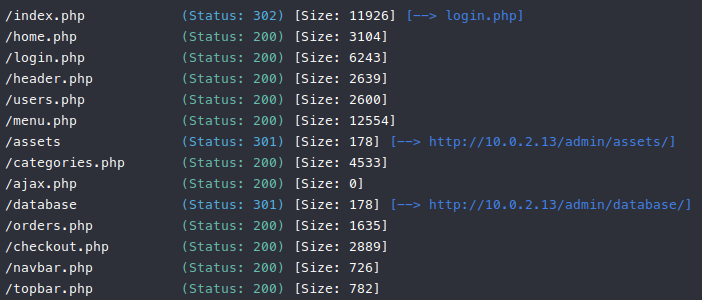 /index.php (Status: 302) [Size: 11926] [--> login.php]
/home.php (Status: 200) [Size: 3104]
/login.php (Status: 200) [Size: 6243]
/header.php (Status: 200) [Size: 2639]
/users.php (Status: 200) [Size: 2600]
/menu.php (Status: 200) [Size: 12554]
/assets (Status: 301) [Size: 178] [--> http://10.0.2.13/admin/assets/]
/categories.php (Status: 200) [Size: 4533]
/ajax.php (Status: 200) [Size: 0]
/database (Status: 301) [Size: 178] [--> http://10.0.2.13/admin/database/]
/orders.php (Status: 200) [Size: 1635]
/checkout.php (Status: 200) [Size: 2889]
/navbar.php (Status: 200) [Size: 726]
/topbar.php (Status: 200) [Size: 782]